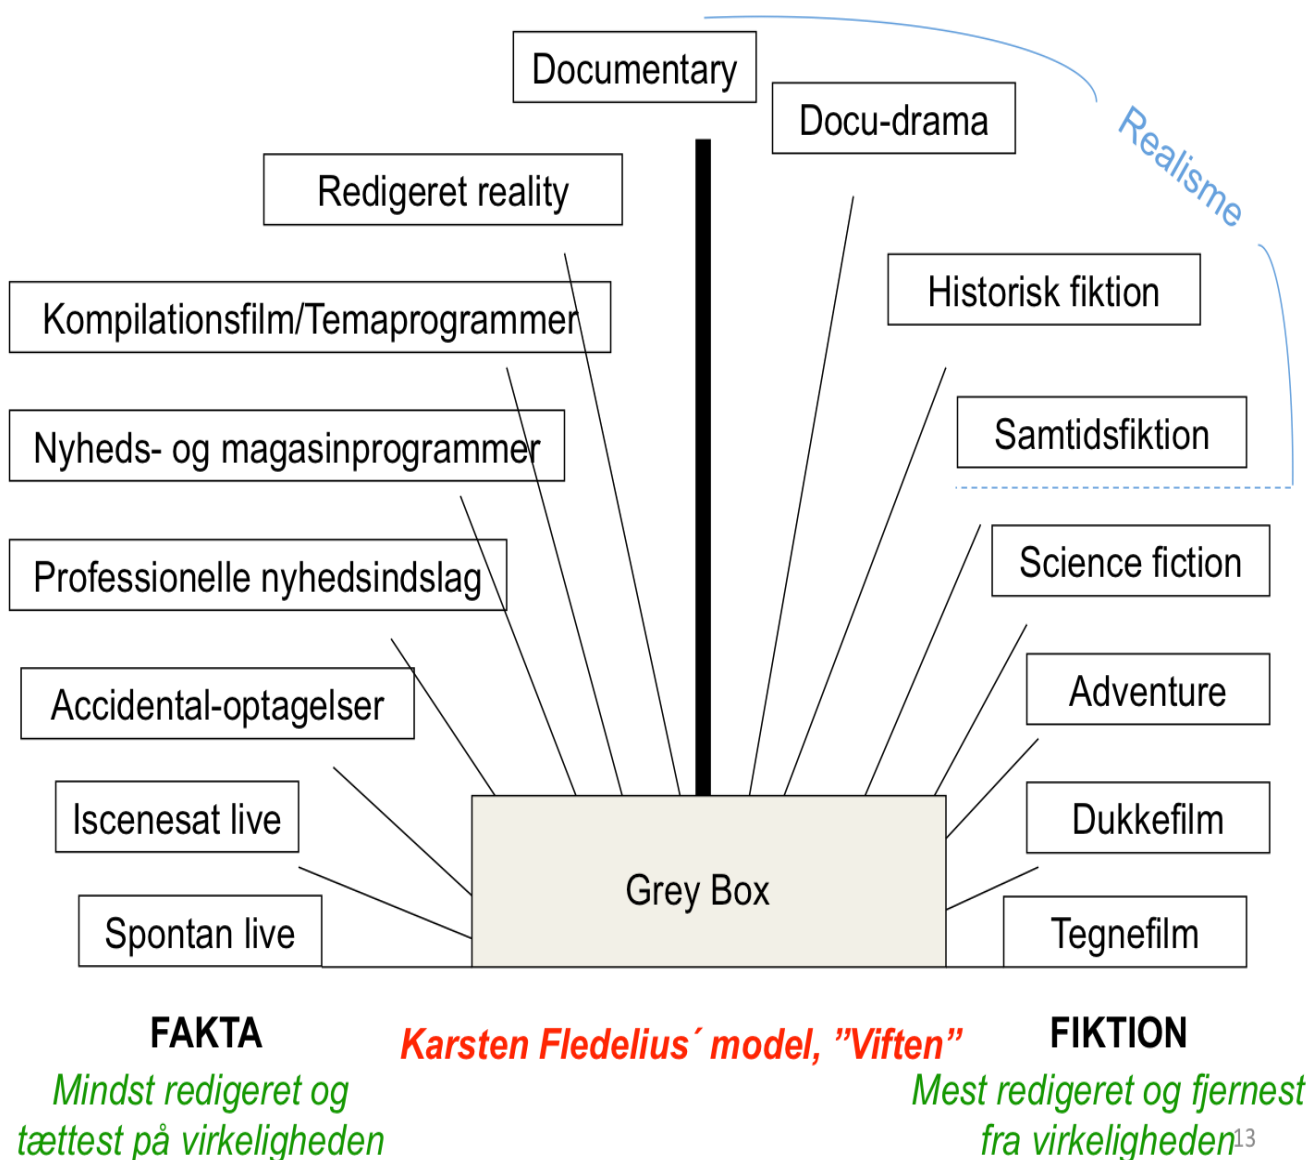 Documentary
Docu-drama
Realisme
Redigeret reality
Historisk fiktion
Kompilationsfilm/Temaprogrammer
Samtidsfiktion
Nyheds- og magasinprogrammer
Science fiction
Professionelle nyhedsindslag
Adventure
Accidental-optagelser
Dukkefilm
Iscenesat live
Grey Box
Spontan live
Tegnefilm
FAKTA
Karsten Fledelius´ model, ”Viften”
FIKTION
Mindst redigeret og
tættest på virkeligheden
Mest redigeret og fjernest
fra virkeligheden
13